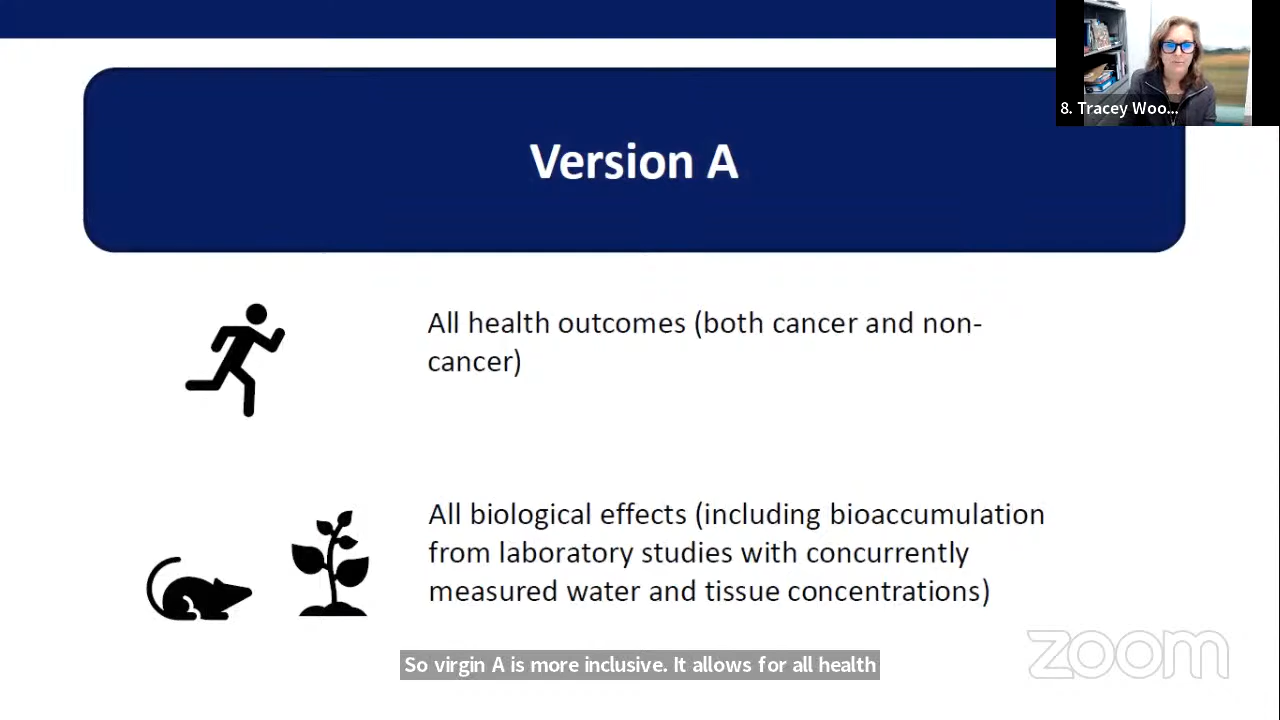 8. Tracey Woo...
Version A
All health outcomes (both cancer and non-
cancer)
All biological effects (including bioaccumulation
from laboratory studies with concurrently
measured water and tissue concentrations)
So virgin A is more inclusive. It allows for all health
zoom